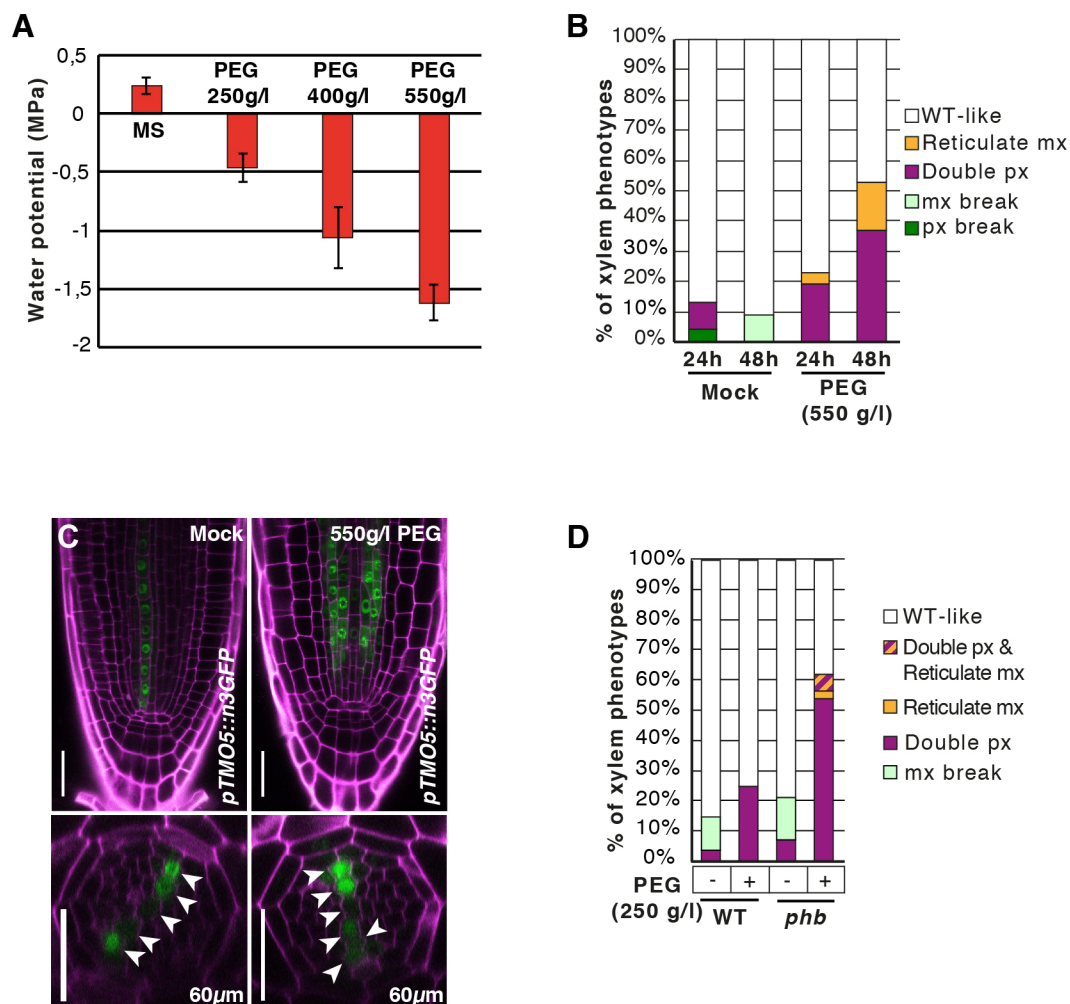 A
0,5
0
-0,5
-1
-1,5
-2
Water potential (MPa)
MS
PEG
250g/l
PEG
400g/l
PEG
550g/l
B
100%
90%
80%
70%
60%
50%
40%
30%
20%
10%
0%
% of xylem phenotypes
24h 48h 24h 48h
Mock
PEG
(550 g/l)
WT-like
Reticulate mx
Double px
mx break
px break
C
Mock
pTMO5::n3GFP
550g/l PEG
pTMO5::n3GFP
60µm
60µm
D
100%
90%
80%
70%
60%
50%
40%
30%
20%
10%
0%
% of xylem phenotypes
PEG - + - +
(250 g/l) WT phb
WT-like
Double px &
Reticulate mx
Reticulate mx
Double px
mx break